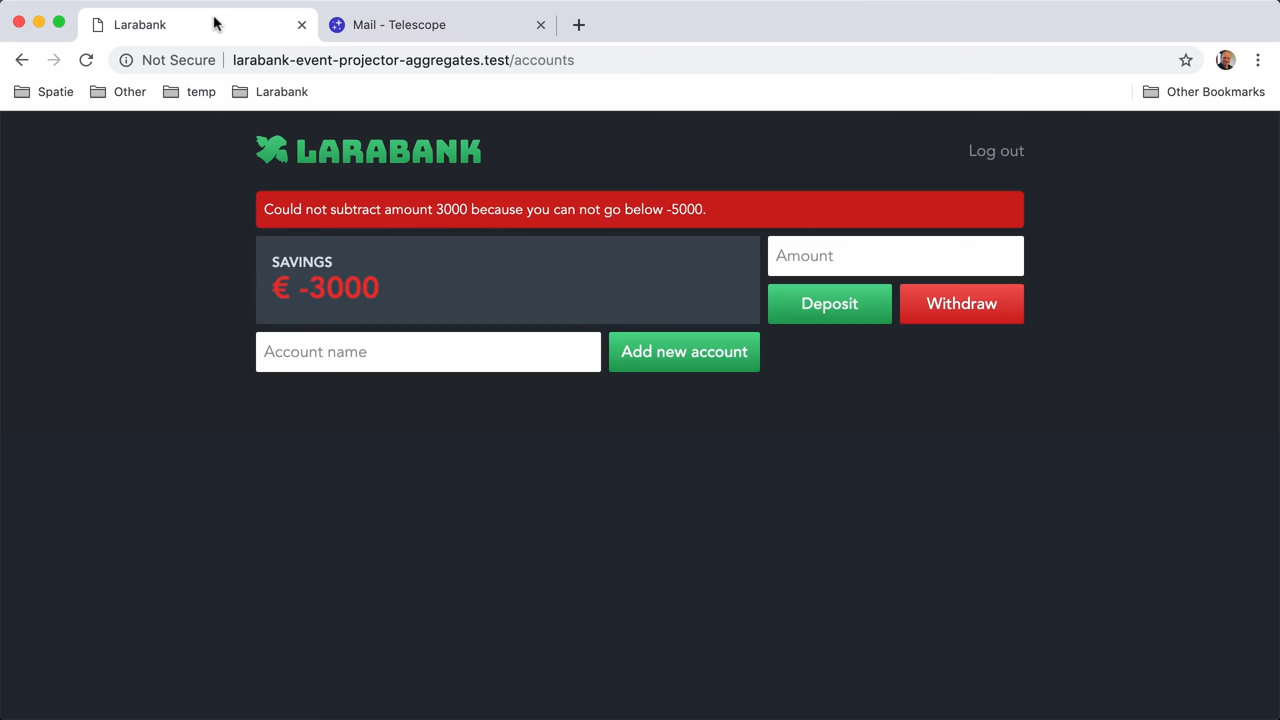 Larabank
Mail - Telescope
Not Secure
larabank-event-projector-aggregates.test/accounts
Spatie
Other
temp
Larabank
Other Bookmarks
LARABANK
Log out
Could not subtract amount 3000 because you can not go below -5000.
SAVINGS
€ -3000
Amount
Deposit
Withdraw
Account name
Add new account